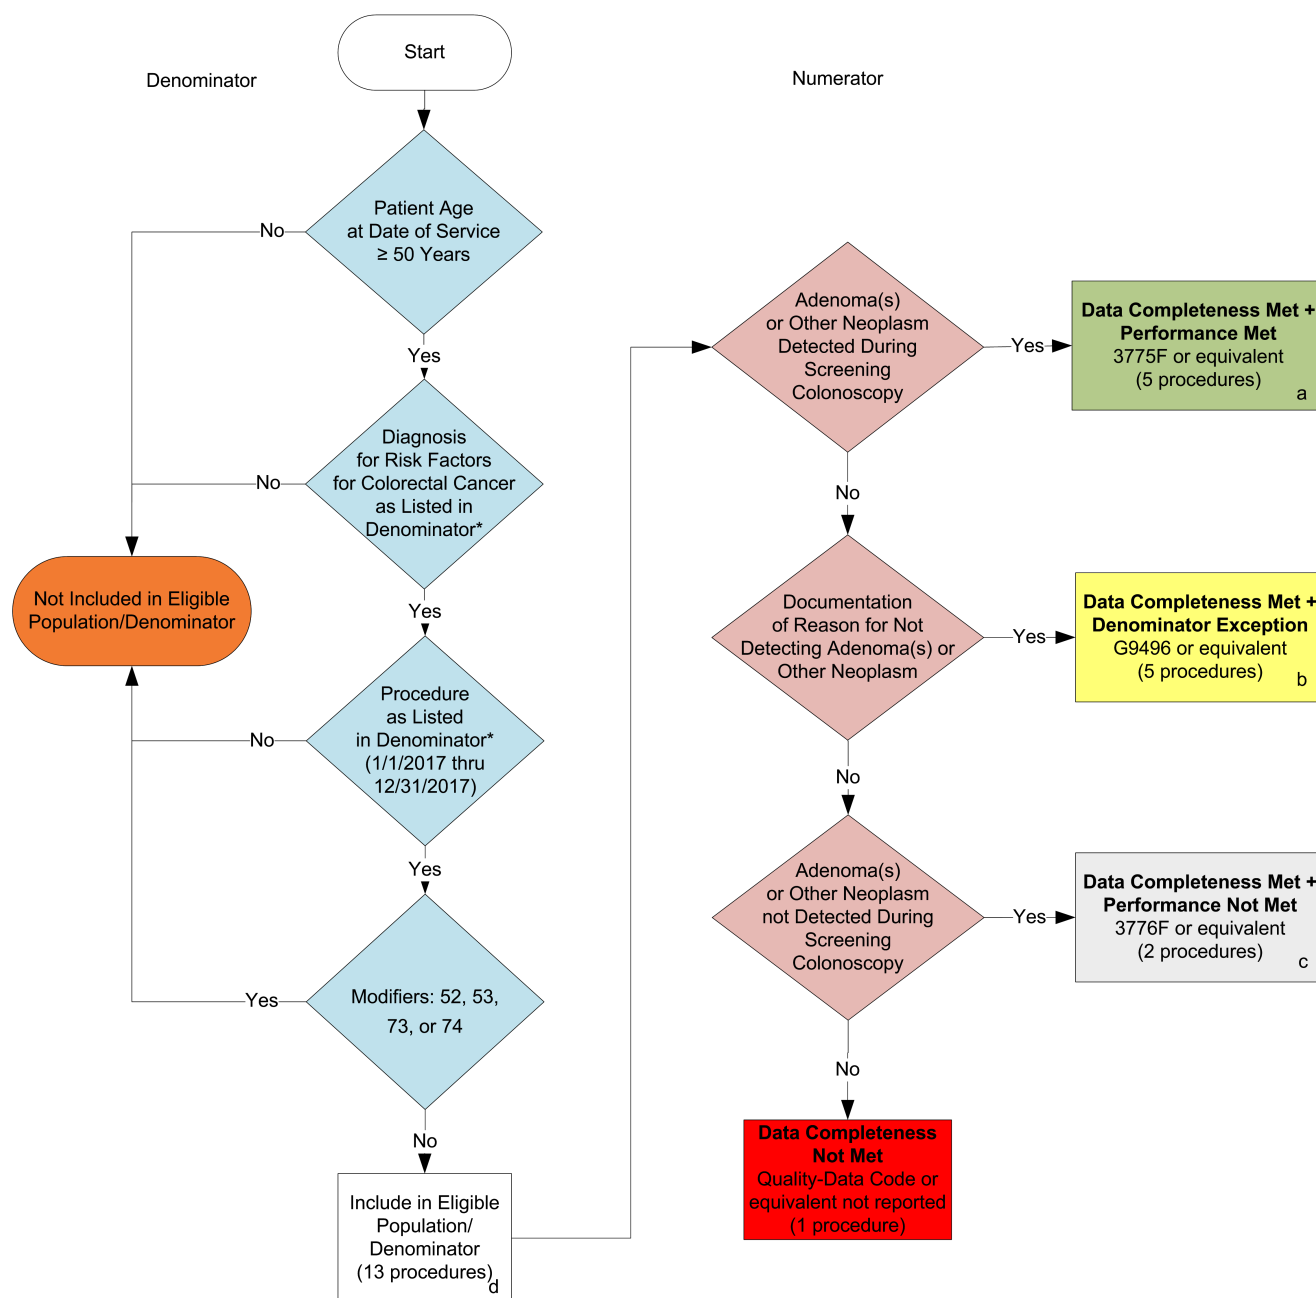 Start
Denominator
Numerator
Patient Age
at Date of Service
≥ 50 Years
No
Yes
Diagnosis
for Risk Factors
for Colorectal Cancer
as Listed in
Denominator*
No
Yes
Not Included in Eligible
Population/Denominator
Procedure
as Listed
in Denominator*
(1/1/2017 thru
12/31/2017)
No
Yes
Modifiers: 52, 53,
73, or 74
Yes
No
Include in Eligible
Population/
Denominator
(13 procedures)
d
Adenoma(s)
or Other Neoplasm
Detected During
Screening
Colonoscopy
Yes
Data Completeness Met +
Performance Met
3775F or equivalent
(5 procedures)
a
No
Documentation
of Reason for Not
Detecting Adenoma(s) or
Other Neoplasm
Yes
Data Completeness Met +
Denominator Exception
G9496 or equivalent
(5 procedures)
b
No
Adenoma(s)
or Other Neoplasm
not Detected During
Screening
Colonoscopy
Yes
Data Completeness Met +
Performance Not Met
3776F or equivalent
(2 procedures)
c
No
Data Completeness
Not Met
Quality-Data Code or
equivalent not reported
(1 procedure)